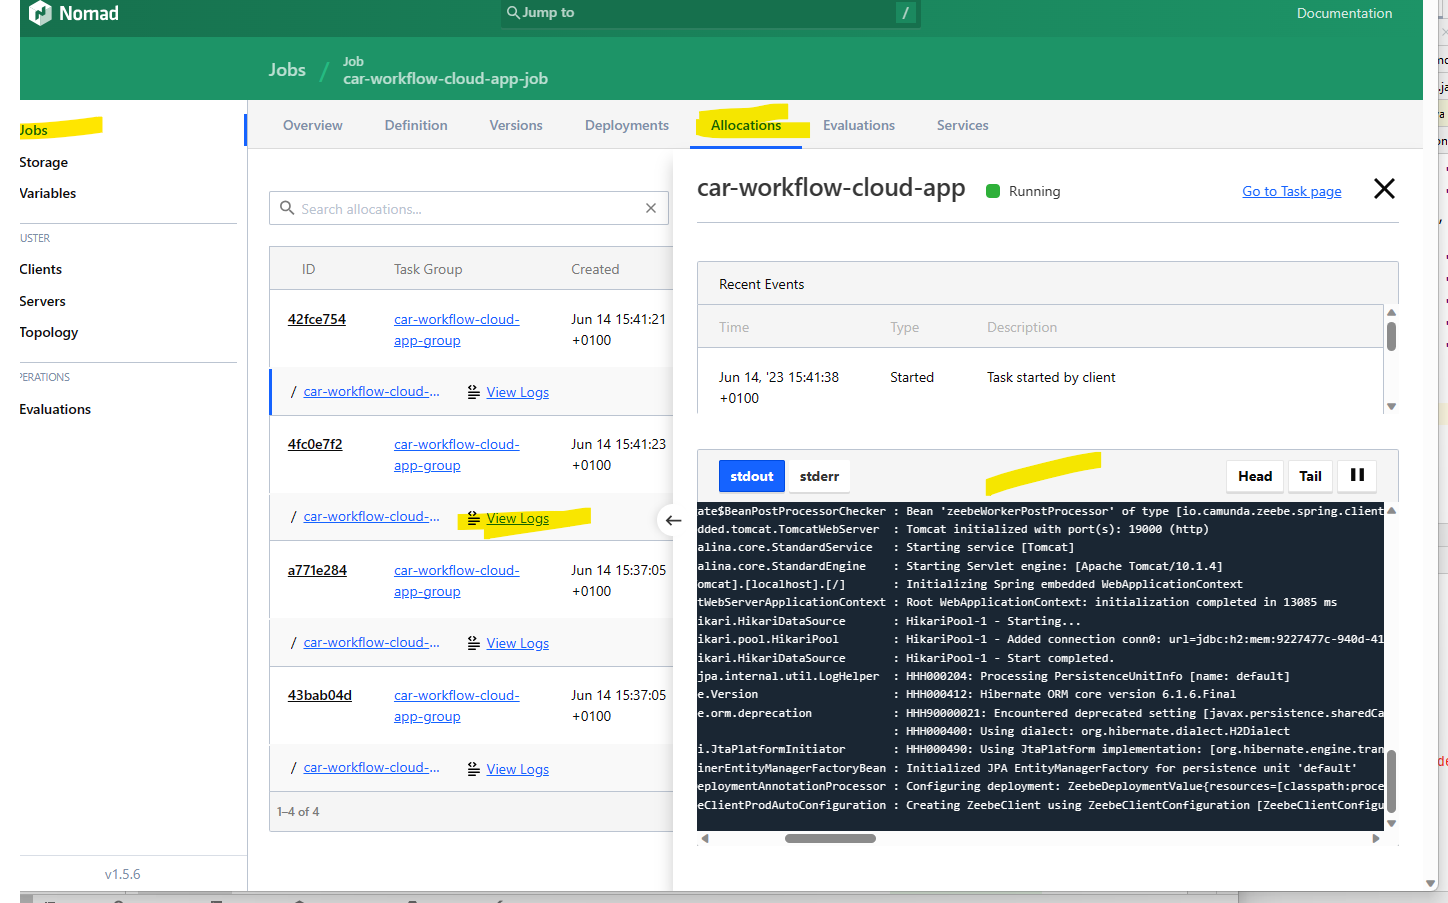 Nomad
Jump to
/
Documentation
Jobs
/
Job
car-workflow-cloud-app-job
Jobs
Storage
Variables
USTER
Clients
Servers
Topology
PERATIONS
Evaluations
v1.5.6
Overview
Definition
Versions
Deployments
Allocations
Evaluations
Services
Search allocations...
ID
Task Group
Created
42fce754
car-workflow-cloud-
app-group
Jun 14 15:41:21
+0100
/ car-workflow-cloud-...
View Logs
4fc0e7f2
car-workflow-cloud-
app-group
Jun 14 15:41:23
+0100
/ car-workflow-cloud-...
View Logs
a771e284
car-workflow-cloud-
app-group
Jun 14 15:37:05
+0100
/ car-workflow-cloud-...
View Logs
43bab04d
car-workflow-cloud-
app-group
Jun 14 15:37:05
+0100
/ car-workflow-cloud-...
View Logs
1–4 of 4
car-workflow-cloud-app
Running
Go to Task page
Recent Events
Time
Type
Description
Jun 14, '23 15:41:38
+0100
Started
Task started by client
stdout
stderr
Head
Tail
ate$BeanPostProcessorChecker : Bean 'zeebeWorkerPostProcessor' of type [io.camunda.zeebe.spring.client
dded.tomcat.TomcatWebServer : Tomcat initialized with port(s): 19000 (http)
alina.core.StandardService : Starting service [Tomcat]
alina.core.StandardEngine : Starting Servlet engine: [Apache Tomcat/10.1.4]
omcat].[localhost].[/] : Initializing Spring embedded WebApplicationContext
tWebServerApplicationContext : Root WebApplicationContext: initialization completed in 13085 ms
ikari.HikariDataSource : HikariPool-1 - Starting...
ikari.pool.HikariPool : HikariPool-1 - Added connection conn0: url=jdbc:h2:mem:9227477c-940d-41
ikari.HikariDataSource : HikariPool-1 - Start completed.
jpa.internal.util.LogHelper : HHH000204: Processing PersistenceUnitInfo [name: default]
e.Version : HHH000412: Hibernate ORM core version 6.1.6.Final
e.orm.deprecation : HHH90000021: Encountered deprecated setting [javax.persistence.sharedCa
: HHH000400: Using dialect: org.hibernate.dialect.H2Dialect
i.JtaPlatformInitiator : HHH000490: Using JtaPlatform implementation: [org.hibernate.engine.tran
inerEntityManagerFactoryBean : Initialized JPA EntityManagerFactory for persistence unit 'default'
eploymentAnnotationProcessor : Configuring deployment: ZeebeDeploymentValue{resources=[classpath:proce
eClientProdAutoConfiguration : Creating ZeebeClient using ZeebeClientConfiguration [ZeebeClientConfigu